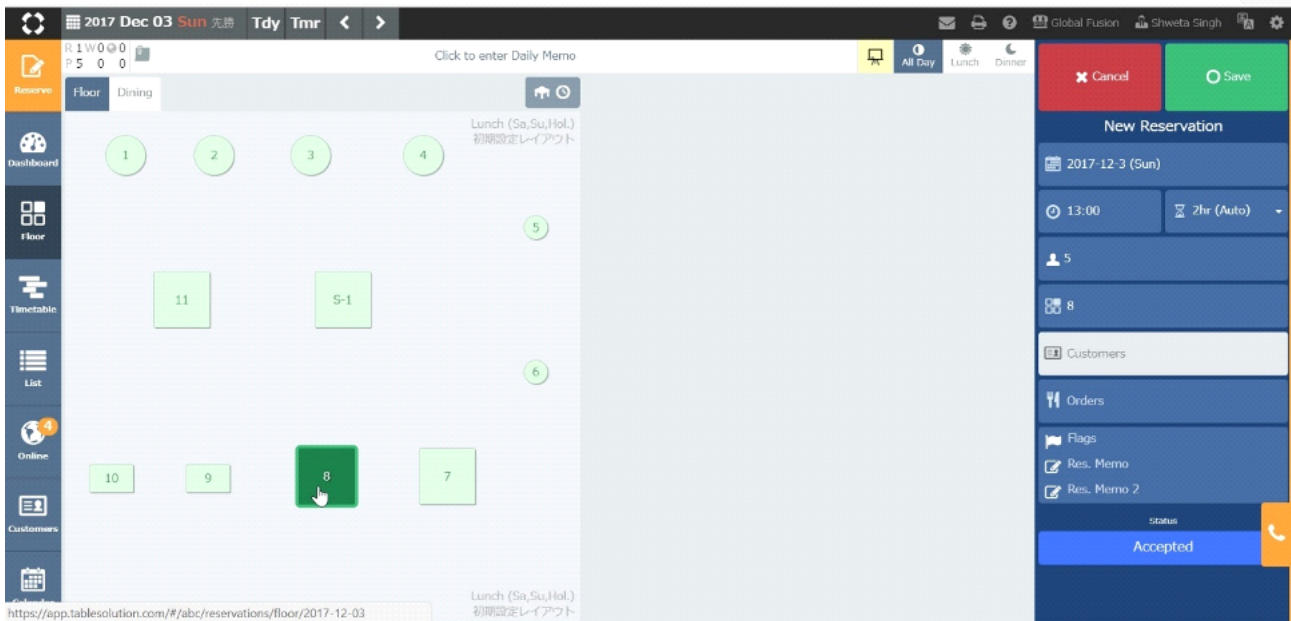 2017 Dec 03 Sun 先勝 Tdy Tmr
Global Fusion Shweta Singh
R 1 W 0 0
P 5 0 0
Click to enter Daily Memo
All Day Lunch Dinner
Cancel
Save
Reserve
Dashboard
Floor
Timetable
List
4
Online
Customers
Calendar
Floor Dining
Lunch (Sa,Su,Hol.)
初期設定レイアウト
1 2 3 4
5
11 S-1
6
10 9 8 7
Lunch (Sa,Su,Hol.)
初期設定レイアウト
New Reservation
2017-12-3 (Sun)
13:00 2hr (Auto)
5
8
Customers
Orders
Flags
Res. Memo
Res. Memo 2
Status
Accepted
https://app.tablesolution.com/#/abc/reservations/floor/2017-12-03